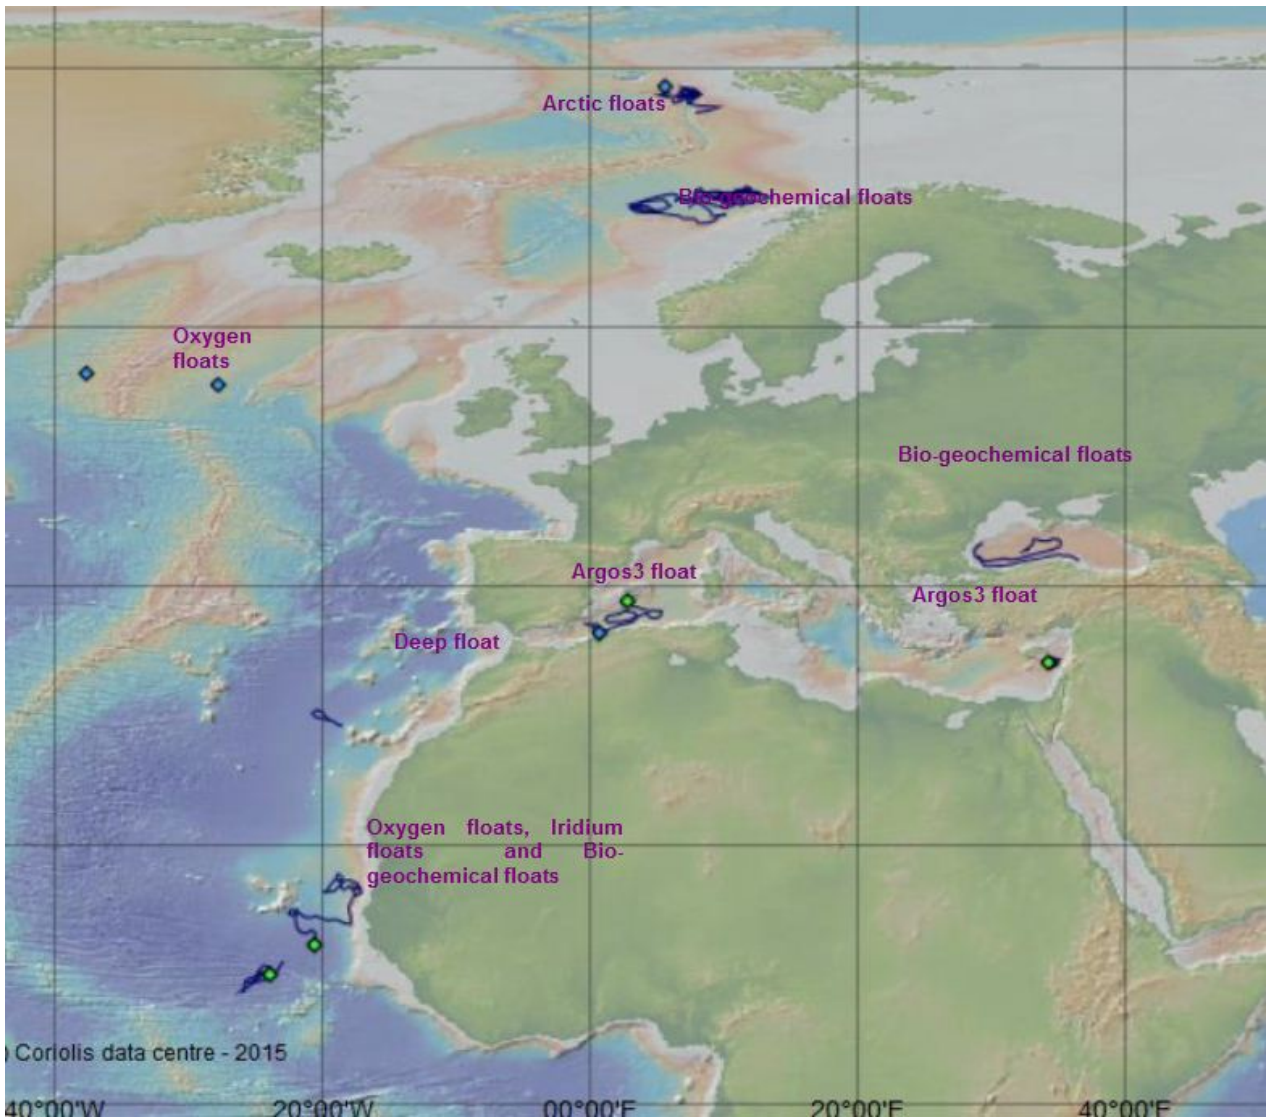 Arctic floats
Bio-geochemical floats
Oxygen
floats
Bio-geochemical floats
Argos3 float
Argos3 float
Deep float
Oxygen floats, Iridium
floats and Bio-
geochemical floats
) Coriolis data centre - 2015
40°00'W 20°00'W 00°00'E 20°00'E 40°00'E